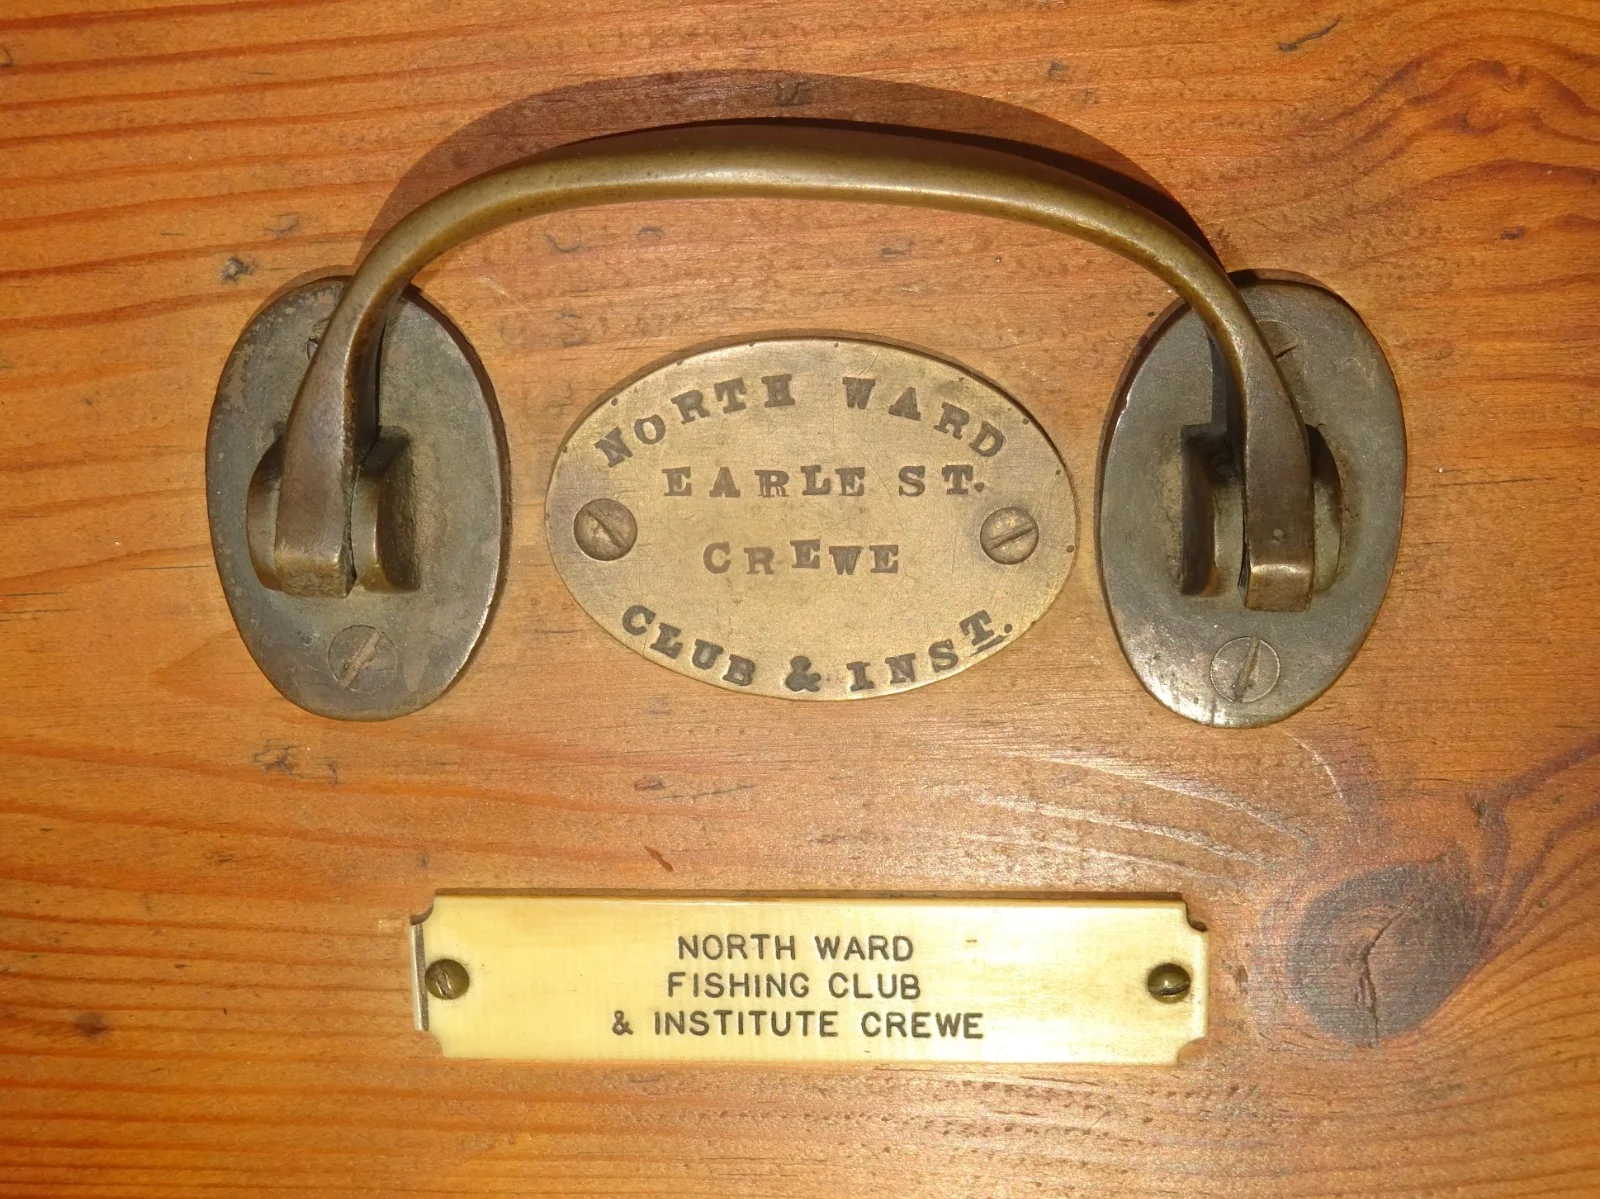 NORTH WARD
EARLE ST.
CREWE
CLUB & INST.
NORTH WARD
FISHING CLUB
& INSTITUTE CREWE